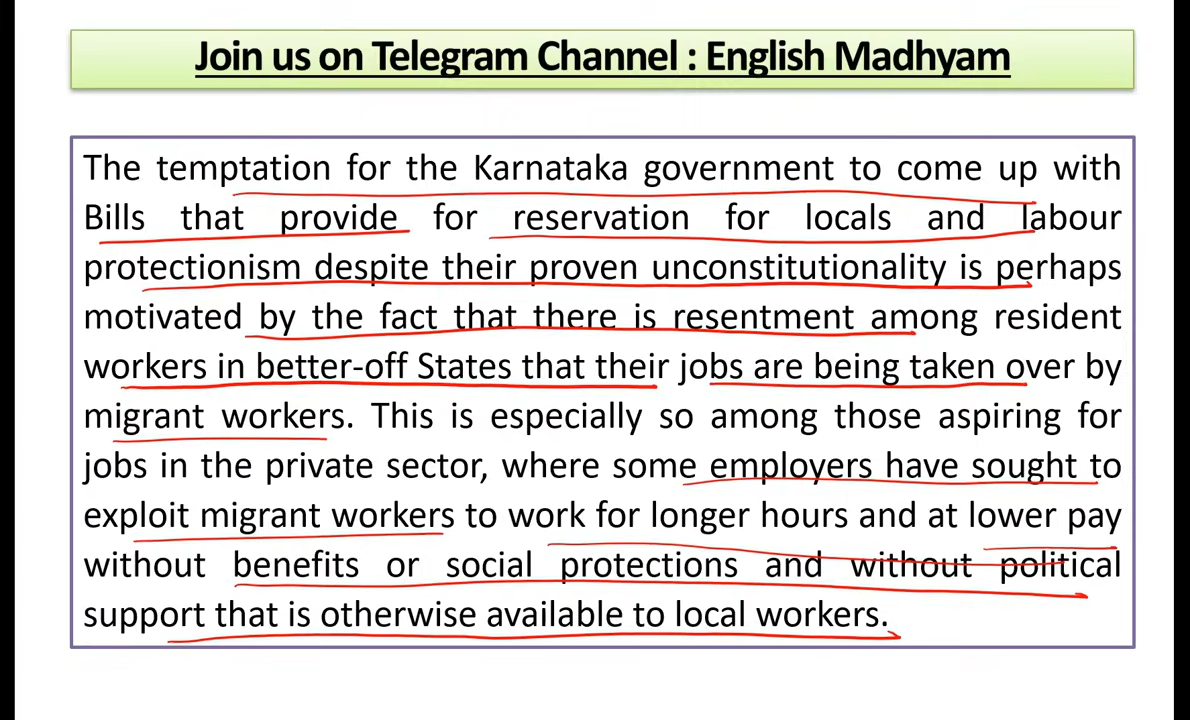 Join us on Telegram Channel : English Madhyam
The temptation for the Karnataka government to come up with
Bills that provide for reservation for locals and labour
protectionism despite their proven unconstitutionality is perhaps
motivated by the fact that there is resentment among resident
workers in better-off States that their jobs are being taken over by
migrant workers. This is especially so among those aspiring for
jobs in the private sector, where some employers have sought to
exploit migrant workers to work for longer hours and at lower pay
without benefits or social protections and without political
support that is otherwise available to local workers.